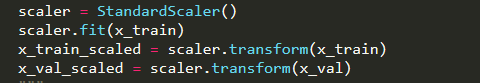 scaler = StandardScaler()
scaler.fit(x_train)
x_train_scaled = scaler.transform(x_train)
x_val_scaled = scaler.transform(x_val)